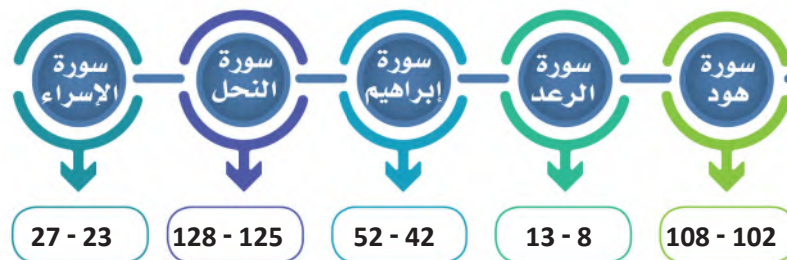 سورة
هود
سورة
الرعد
سورة
إبراهيم
سورة
النحل
سورة
الإسراء
108 - 102
13 - 8
52 - 42
128 - 125
27 - 23